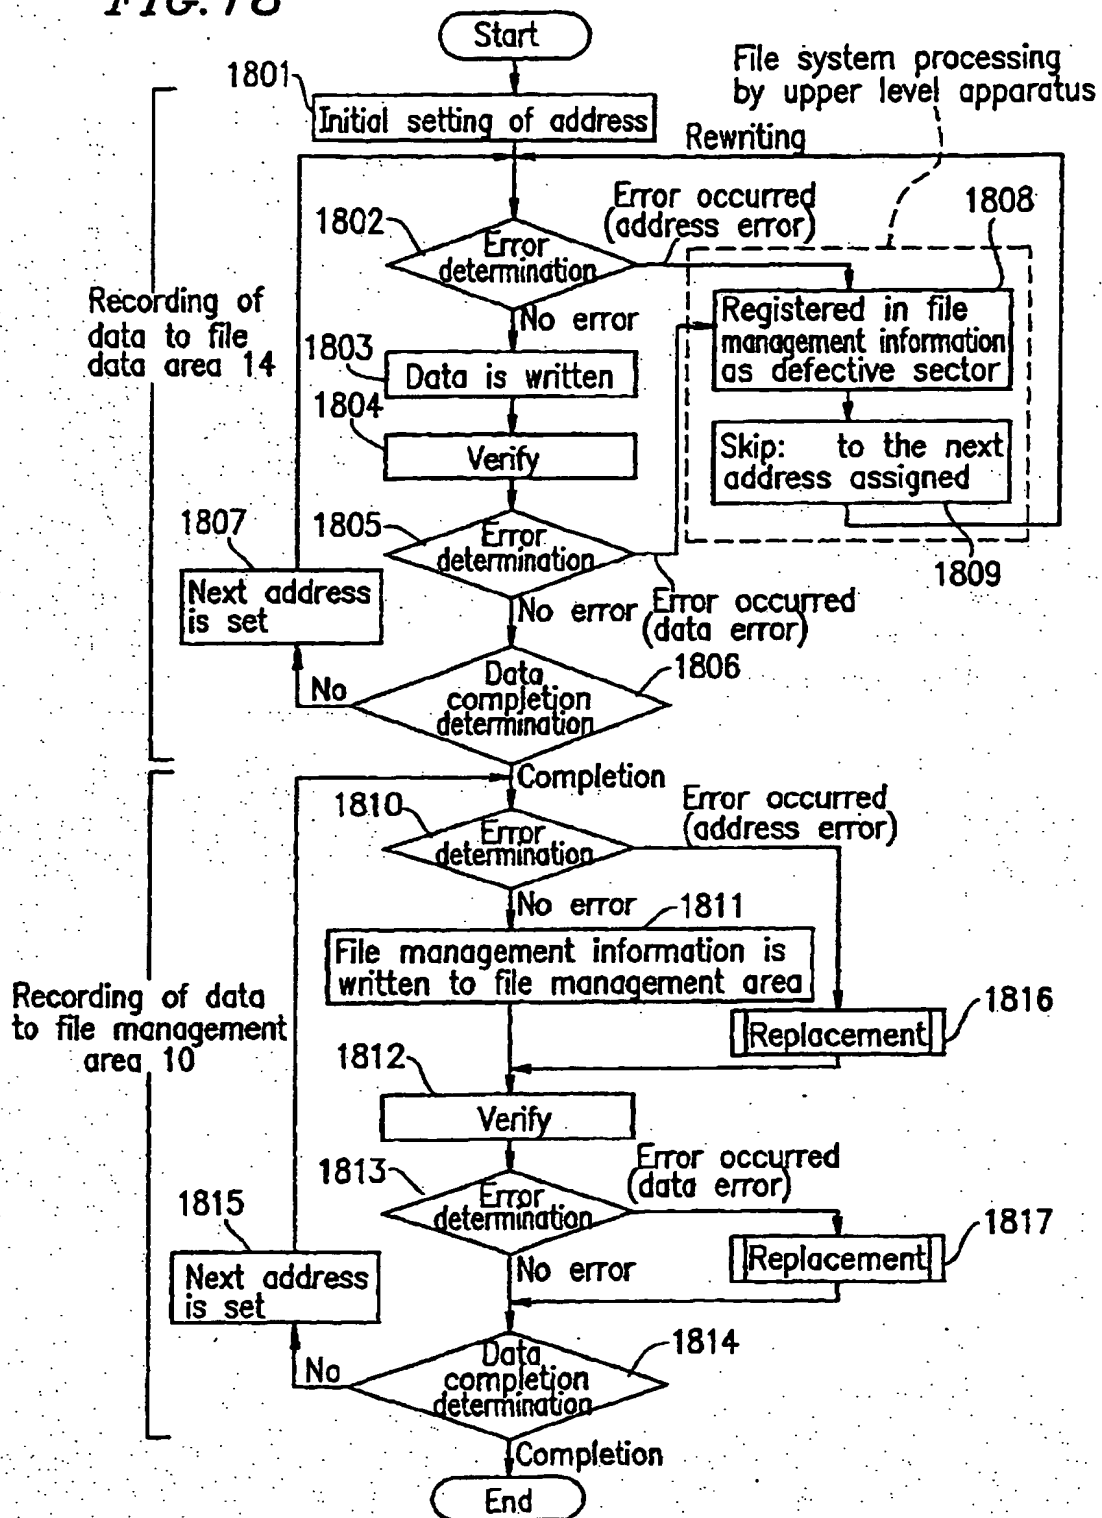 FIG. 18
Start
File system processing
by upper level apparatus
1801
Initial setting of address
Rewriting
Error occurred
(address error)
1808
1802
Error
determination
Recording of
data to file
data area 14
No error
Registered in file
management information
as defective sector
1803
Data is written
1804
Verify
Skip: to the next
address assigned
1805
Error
determination
1807
1809
Next address
is set
No error
Error occurred
(data error)
1806
No
Data
completion
determination
Completion
1810
Error occurred
(address error)
Error
determination
No error
1811
File management information is
written to file management area
Recording of data
to file management
area 10
1816
Replacement
1812
Verify
1813
Error occurred
(data error)
Error
determination
1815
1817
Replacement
No error
Next address
is set
1814
No
Data
completion
determination
Completion
End